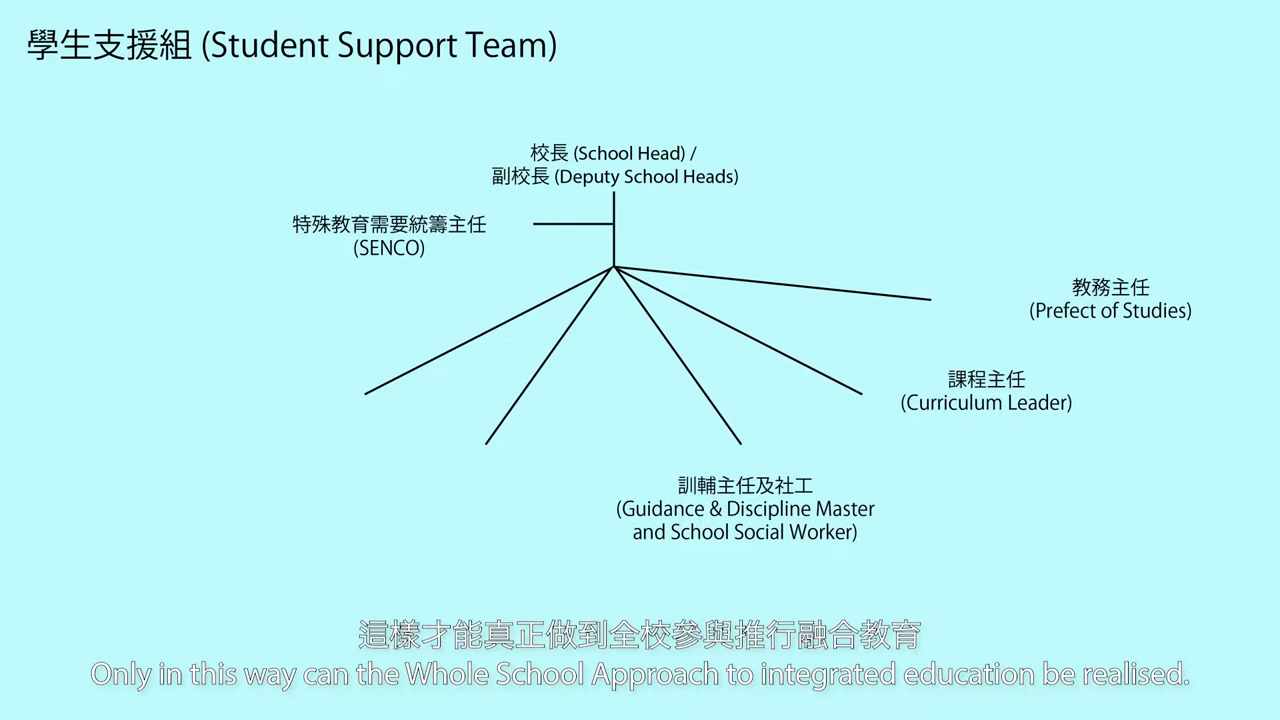 學生支援組 (Student Support Team)
校長 (School Head) /
副校長 (Deputy School Heads)
特殊教育需要統籌主任
(SENCO)
教務主任
(Prefect of Studies)
課程主任
(Curriculum Leader)
訓輔主任及社工
(Guidance & Discipline Master
and School Social Worker)
這樣才能真正做到全校參與推行融合教育
Only in this way can the Whole School Approach to integrated education be realised.